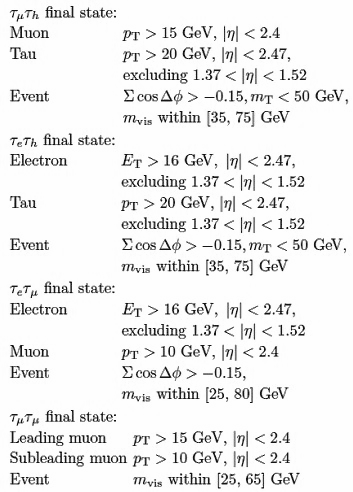 τμτh final state:
Muon pT > 15 GeV, |η| < 2.4
Tau pT > 20 GeV, |η| < 2.47,
excluding 1.37 < |η| < 1.52
Event Σ cos Δϕ > −0.15, mT < 50 GeV,
mvis within [35, 75] GeV
τeτh final state:
Electron ET > 16 GeV, |η| < 2.47,
excluding 1.37 < |η| < 1.52
Tau pT > 20 GeV, |η| < 2.47,
excluding 1.37 < |η| < 1.52
Event Σ cos Δϕ > −0.15, mT < 50 GeV,
mvis within [35, 75] GeV
τeτμ final state:
Electron ET > 16 GeV, |η| < 2.47,
excluding 1.37 < |η| < 1.52
Muon pT > 10 GeV, |η| < 2.4
Event Σ cos Δϕ > −0.15,
mvis within [25, 80] GeV
τμτμ final state:
Leading muon pT > 15 GeV, |η| < 2.4
Subleading muon pT > 10 GeV, |η| < 2.4
Event mvis within [25, 65] GeV